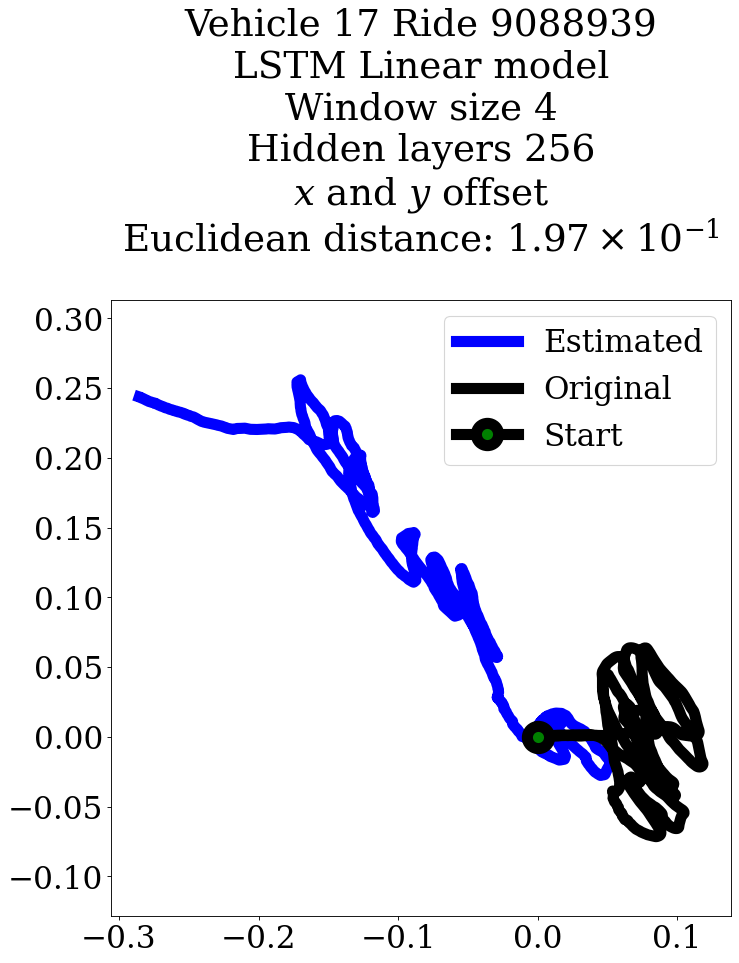 Vehicle 17 Ride 9088939
LSTM Linear model
Window size 4
Hidden layers 256
x and y offset
Euclidean distance: 1.97 × 10⁻¹
Estimated
Original
Start
0.30
0.25
0.20
0.15
0.10
0.05
0.00
−0.05
−0.10
−0.3 −0.2 −0.1 0.0 0.1